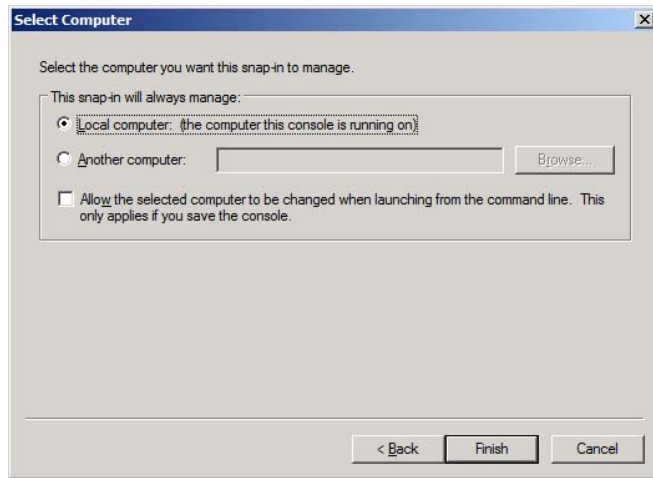 Select Computer
Select the computer you want this snap-in to manage.
This snap-in will always manage:
Local computer: (the computer this console is running on)
Another computer:
Browse...
Allow the selected computer to be changed when launching from the command line. This
only applies if you save the console.
< Back
Finish
Cancel